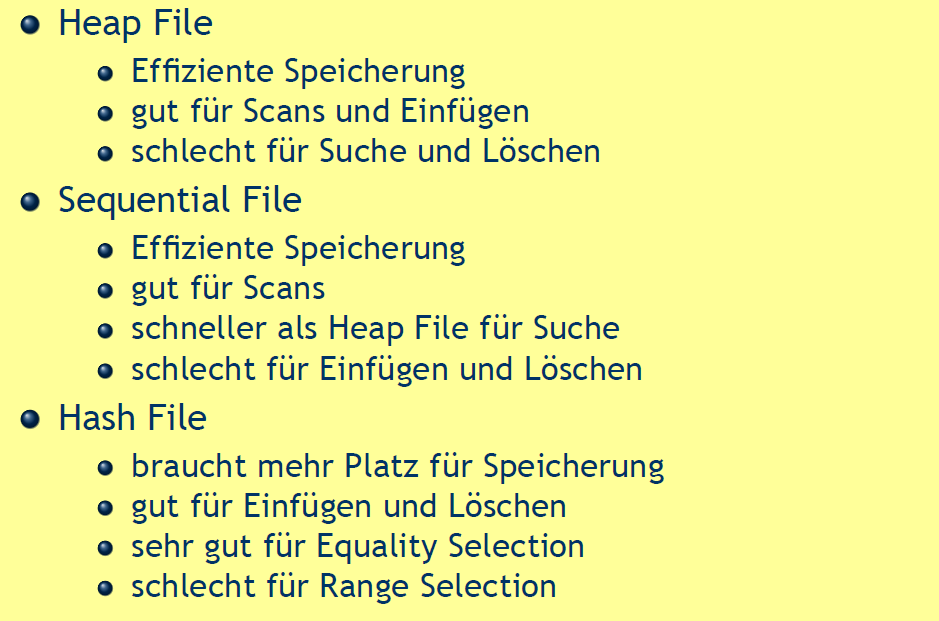 Heap File
Effiziente Speicherung
gut für Scans und Einfügen
schlecht für Suche und Löschen
Sequential File
Effiziente Speicherung
gut für Scans
schneller als Heap File für Suche
schlecht für Einfügen und Löschen
Hash File
braucht mehr Platz für Speicherung
gut für Einfügen und Löschen
sehr gut für Equality Selection
schlecht für Range Selection